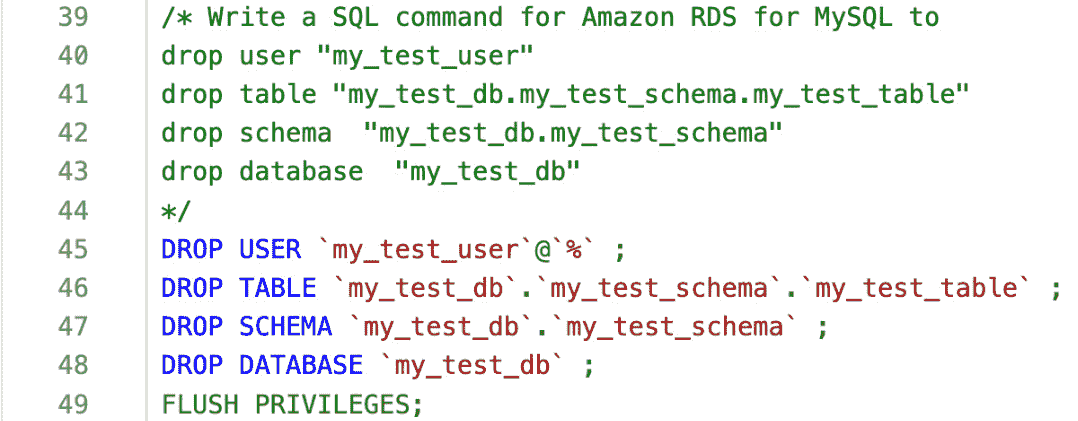 39 /* Write a SQL command for Amazon RDS for MySQL to
40 drop user "my_test_user"
41 drop table "my_test_db.my_test_schema.my_test_table"
42 drop schema  "my_test_db.my_test_schema"
43 drop database  "my_test_db"
44 */
45 DROP USER `my_test_user`@`%` ;
46 DROP TABLE `my_test_db`.`my_test_schema`.`my_test_table` ;
47 DROP SCHEMA `my_test_db`.`my_test_schema` ;
48 DROP DATABASE `my_test_db` ;
49 FLUSH PRIVILEGES;